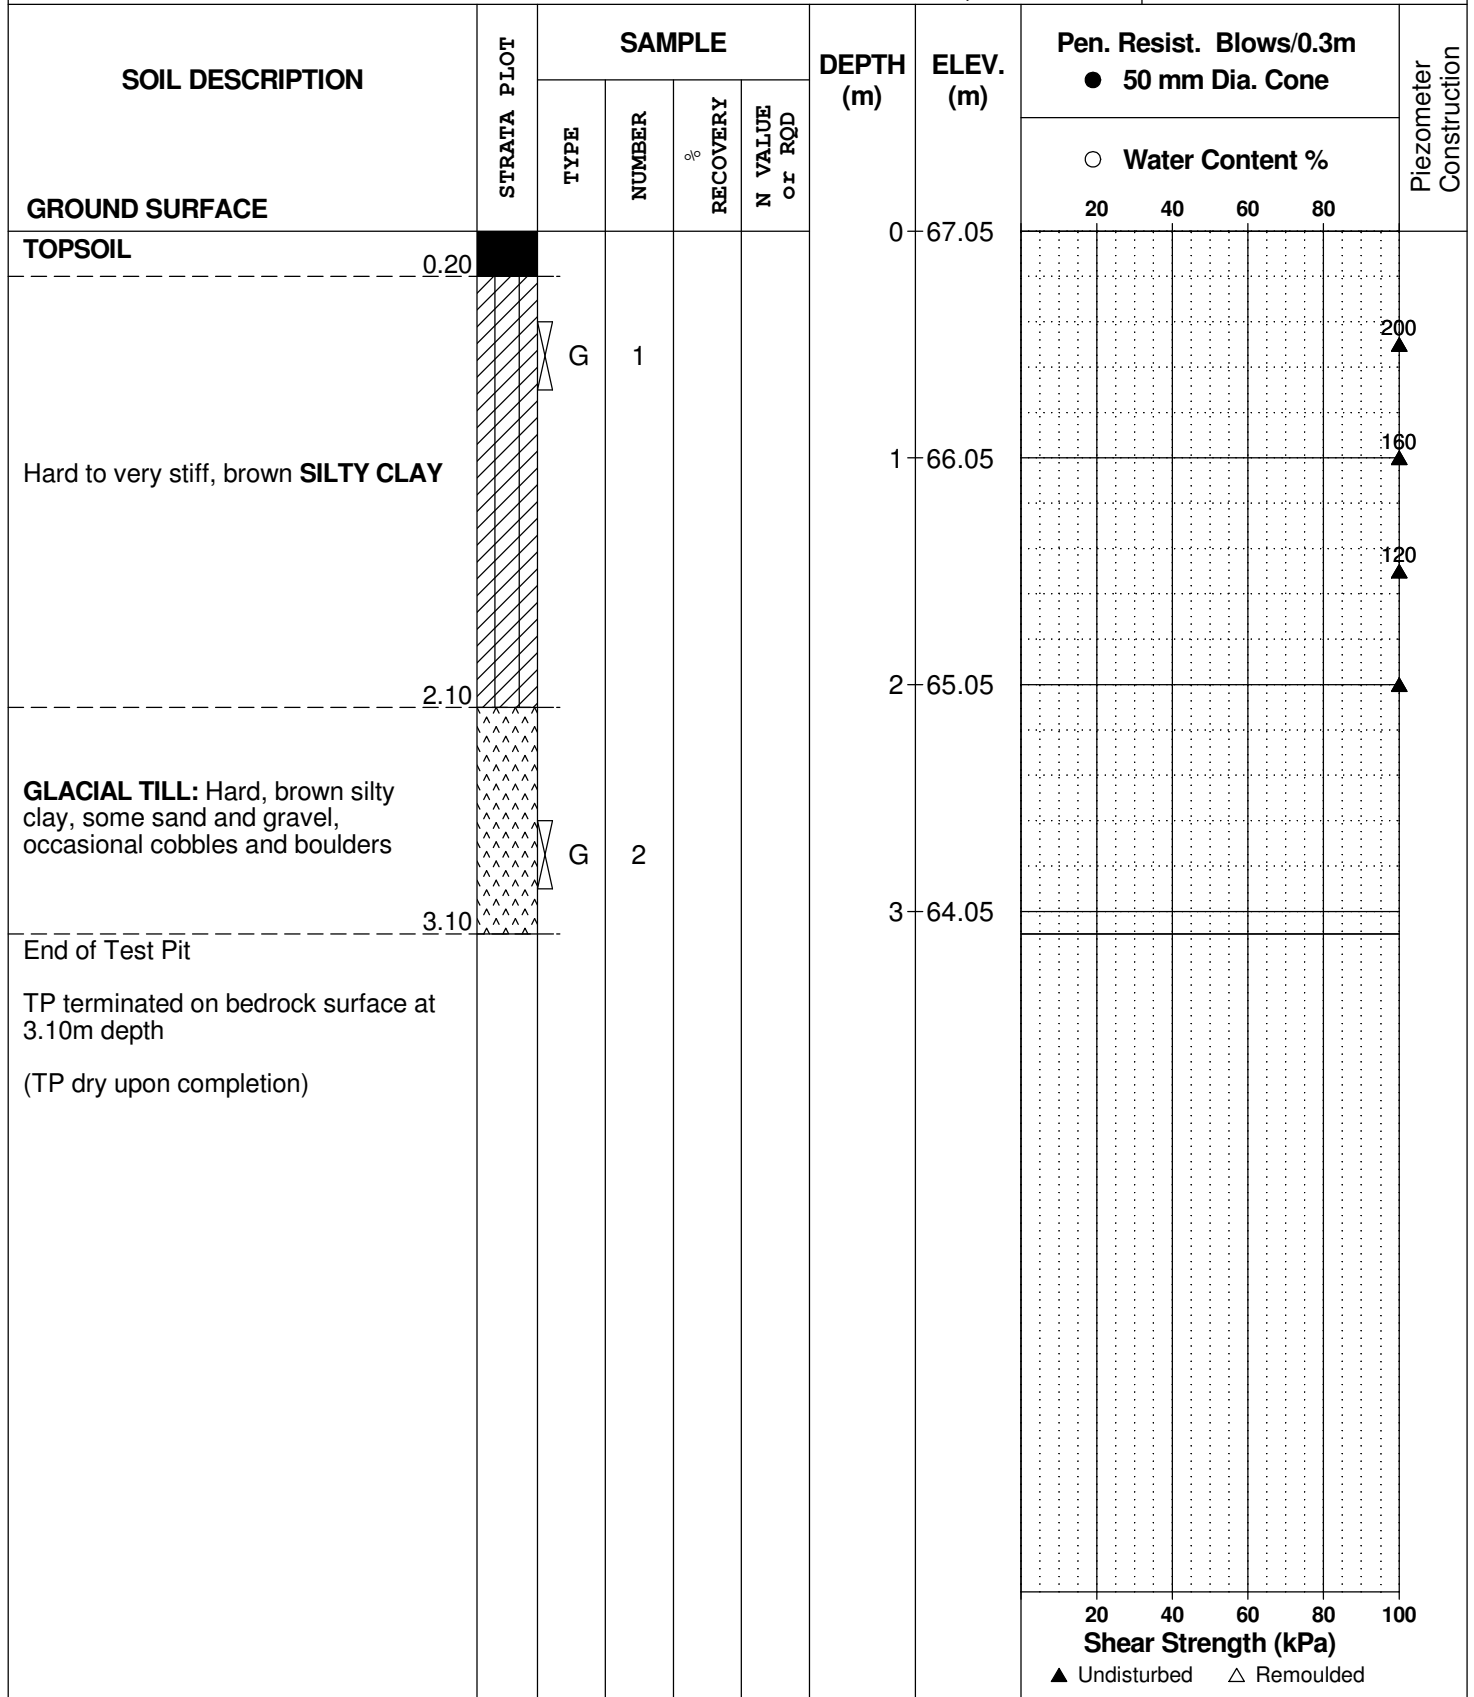 SOIL DESCRIPTION
GROUND SURFACE
STRATA PLOT
SAMPLE
TYPE
NUMBER
%
RECOVERY
N VALUE
or RQD
DEPTH
(m)
ELEV.
(m)
Pen. Resist. Blows/0.3m
● 50 mm Dia. Cone
○ Water Content %
20 40 60 80
Piezometer
Construction
TOPSOIL
0.20
0 67.05
200
G 1
160
1 66.05
Hard to very stiff, brown SILTY CLAY
120
2.10
2 65.05
GLACIAL TILL: Hard, brown silty
clay, some sand and gravel,
occasional cobbles and boulders
G 2
3.10
3 64.05
End of Test Pit
TP terminated on bedrock surface at
3.10m depth
(TP dry upon completion)
20 40 60 80 100
Shear Strength (kPa)
▲ Undisturbed △ Remoulded